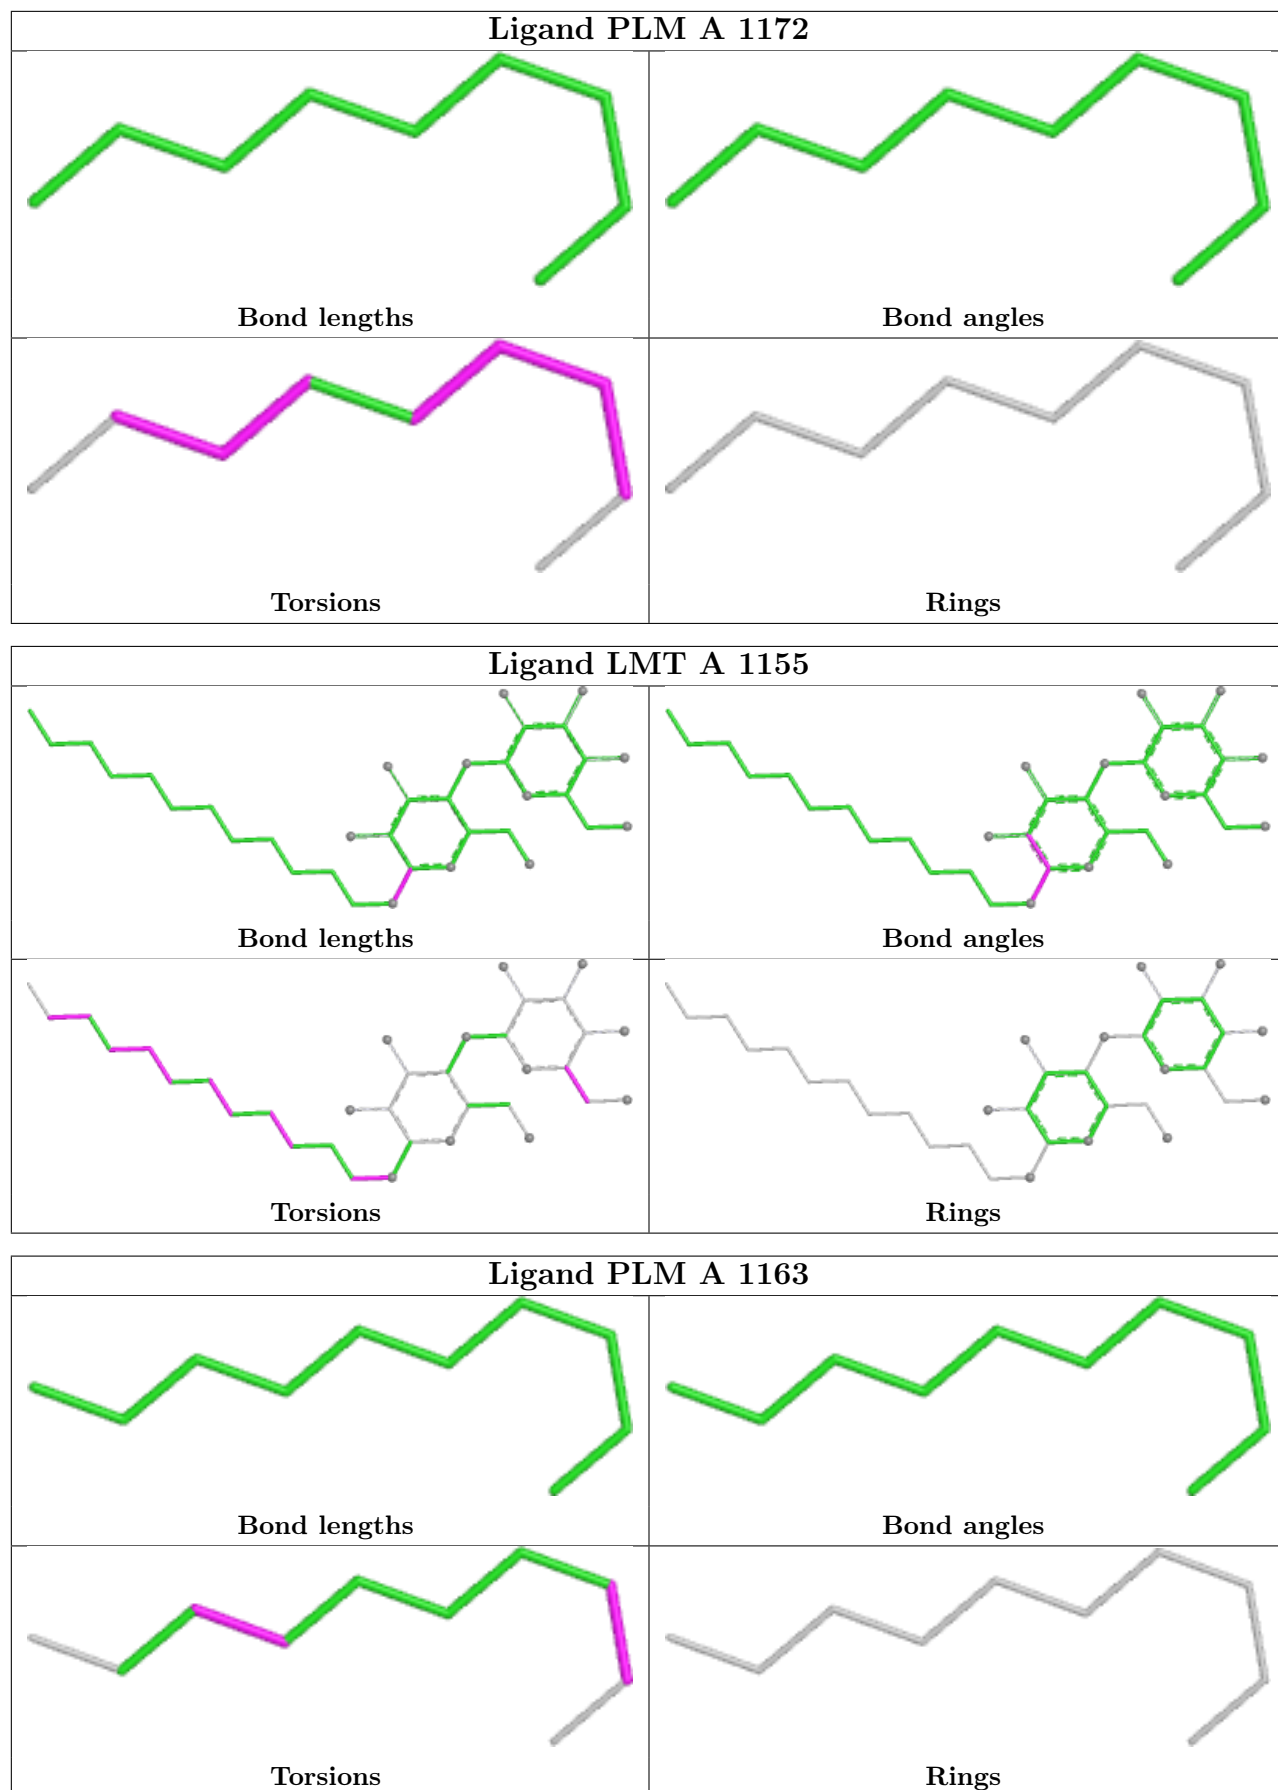 Ligand PLM A 1172
Bond lengths
Bond angles
Torsions
Rings
Ligand LMT A 1155
Bond lengths
Bond angles
Torsions
Rings
Ligand PLM A 1163
Bond lengths
Bond angles
Torsions
Rings